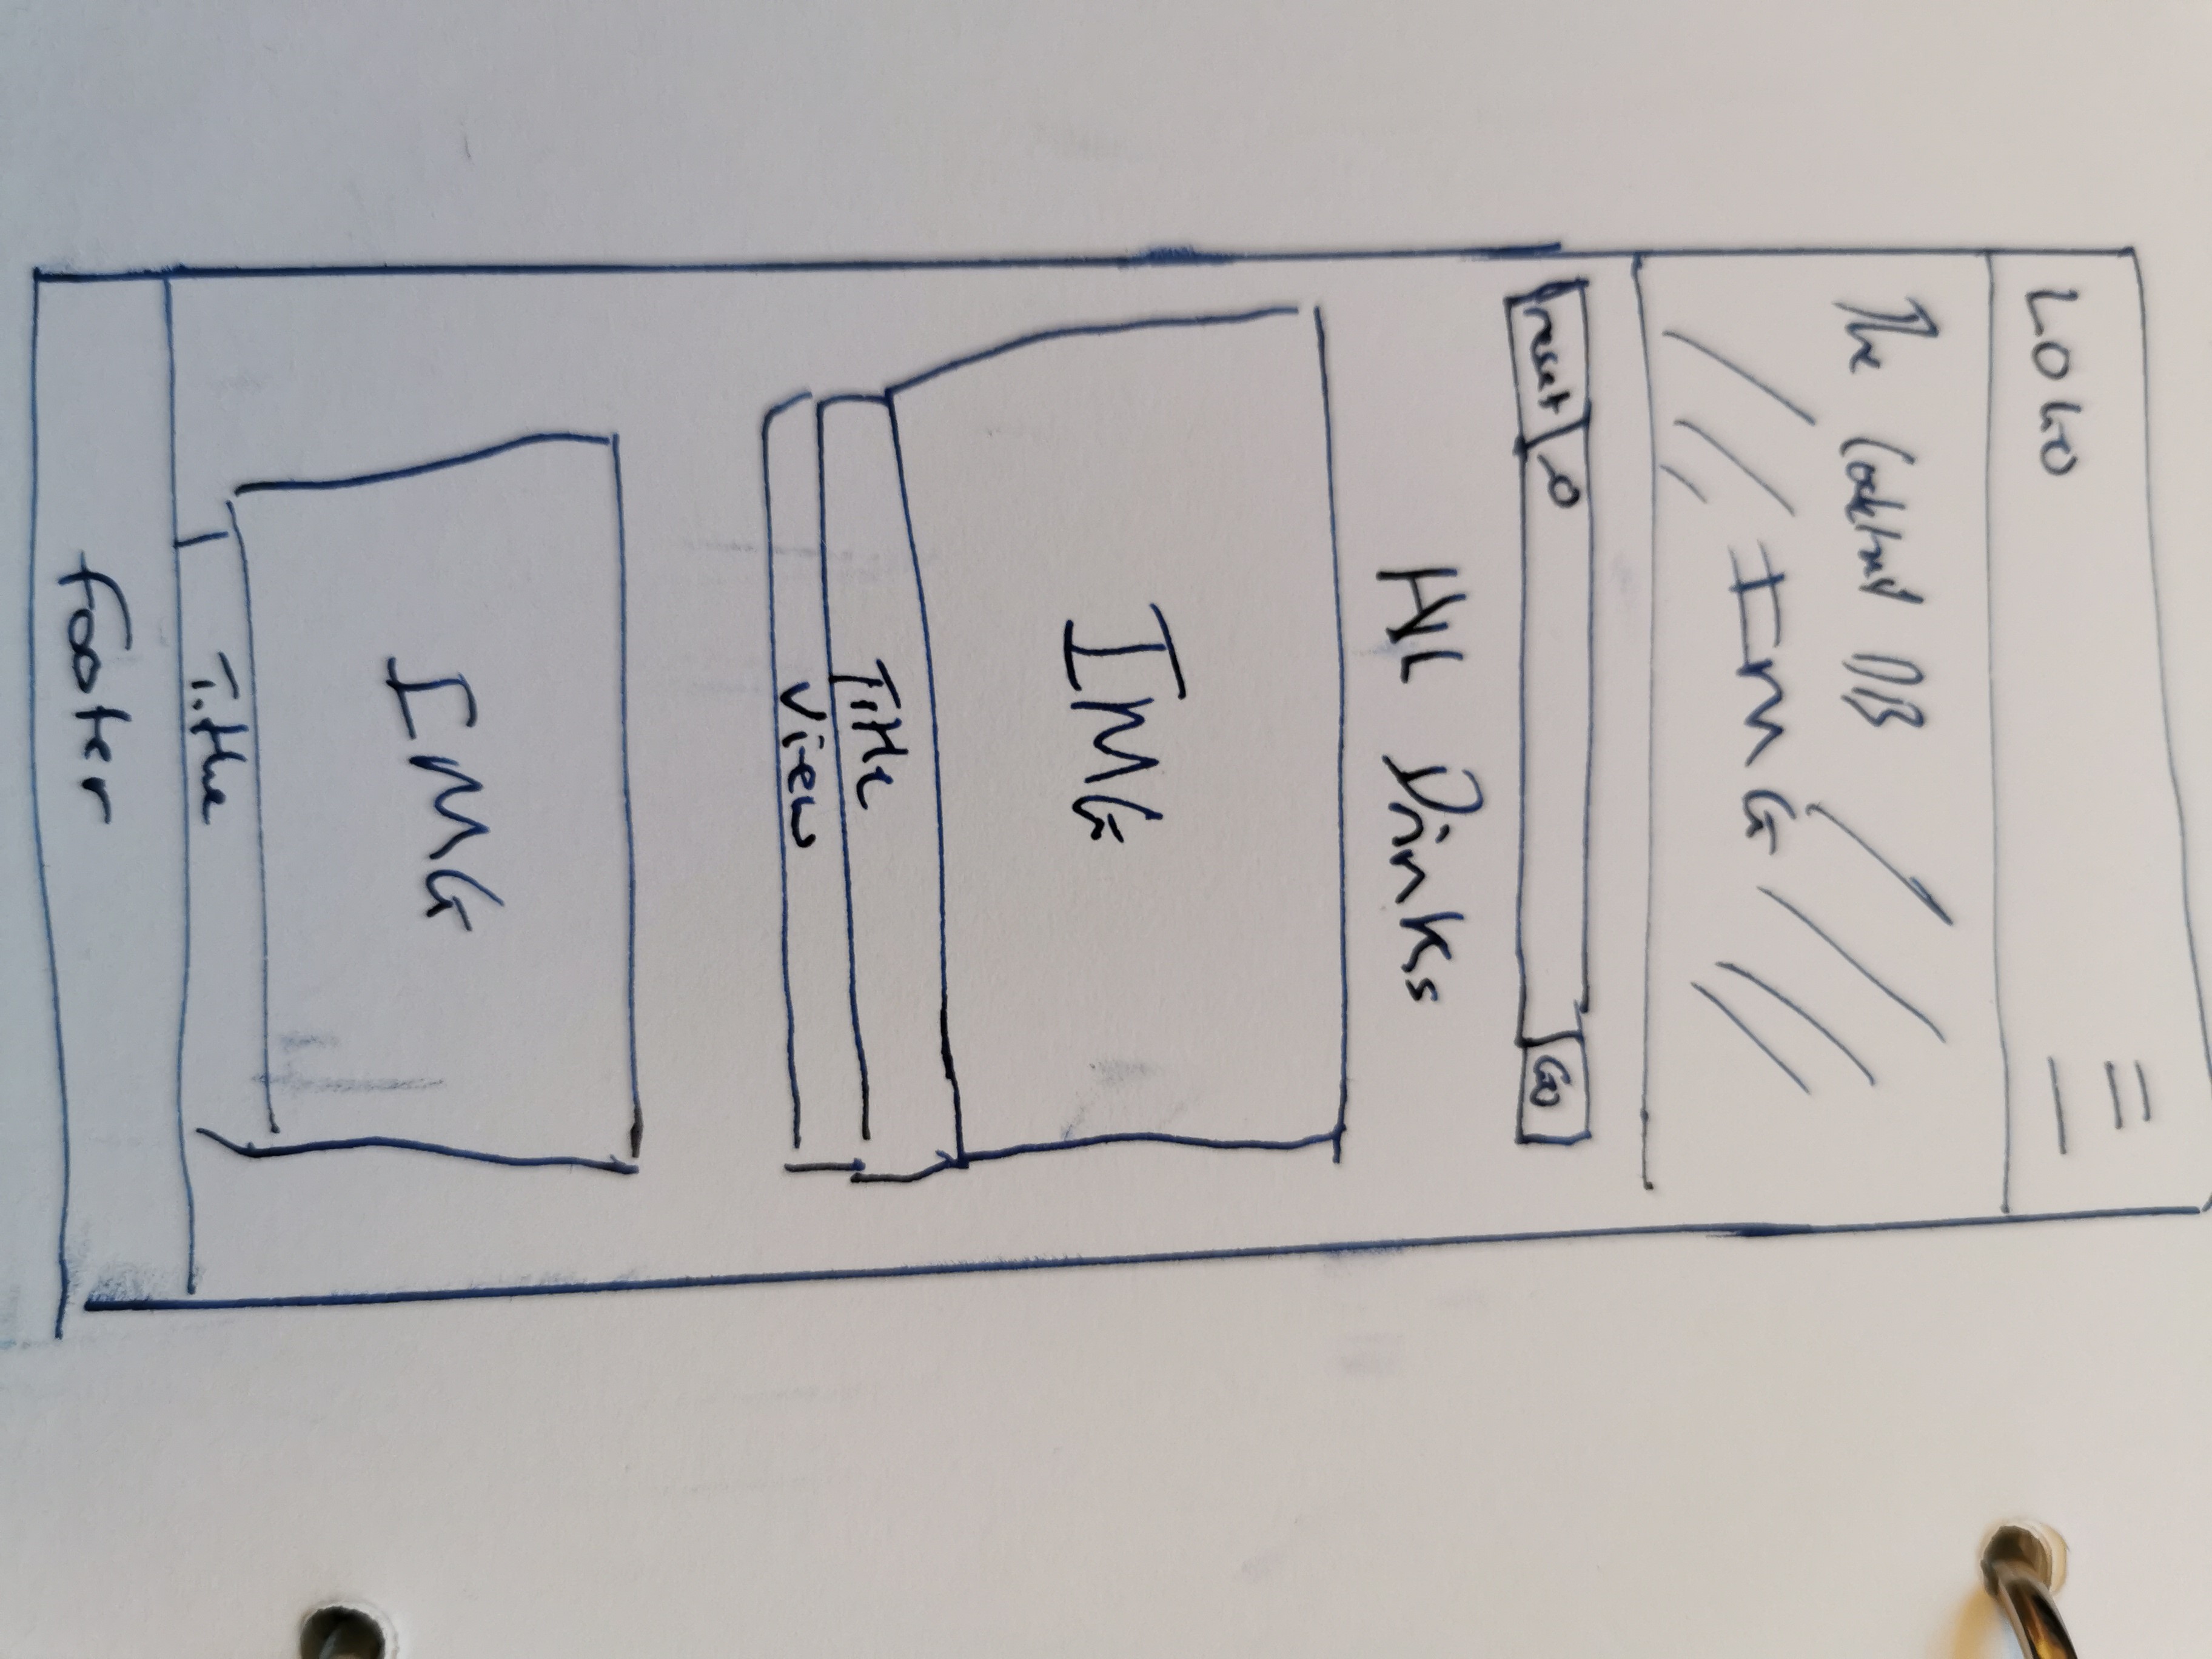 LOGO
The Cocktail DB
IMG
reset
Go
All Drinks
IMG
Title
View
IMG
Title
footer